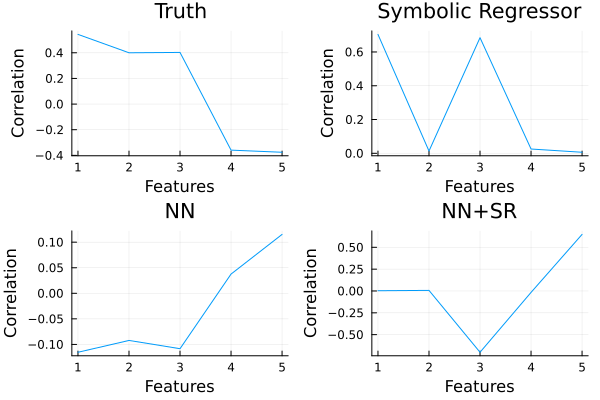 Truth
Correlation
0.4
0.2
0.0
−0.2
−0.4
1 2 3 4 5
Features
Symbolic Regressor
Correlation
0.6
0.4
0.2
0.0
1 2 3 4 5
Features
NN
Correlation
0.10
0.05
0.00
−0.05
−0.10
1 2 3 4 5
Features
NN+SR
Correlation
0.50
0.25
0.00
−0.25
−0.50
1 2 3 4 5
Features